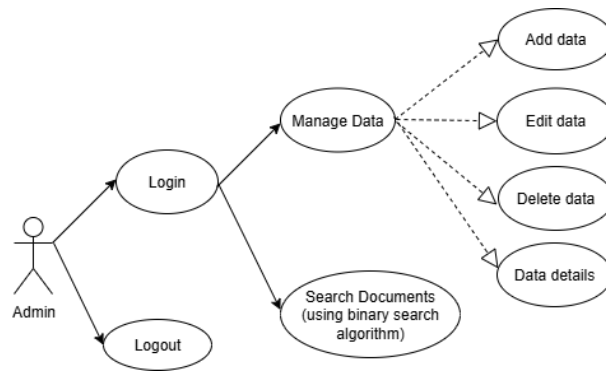 Add data
Manage Data
Edit data
Login
Delete data
Data details
Admin
Search Documents
(using binary search
algorithm)
Logout